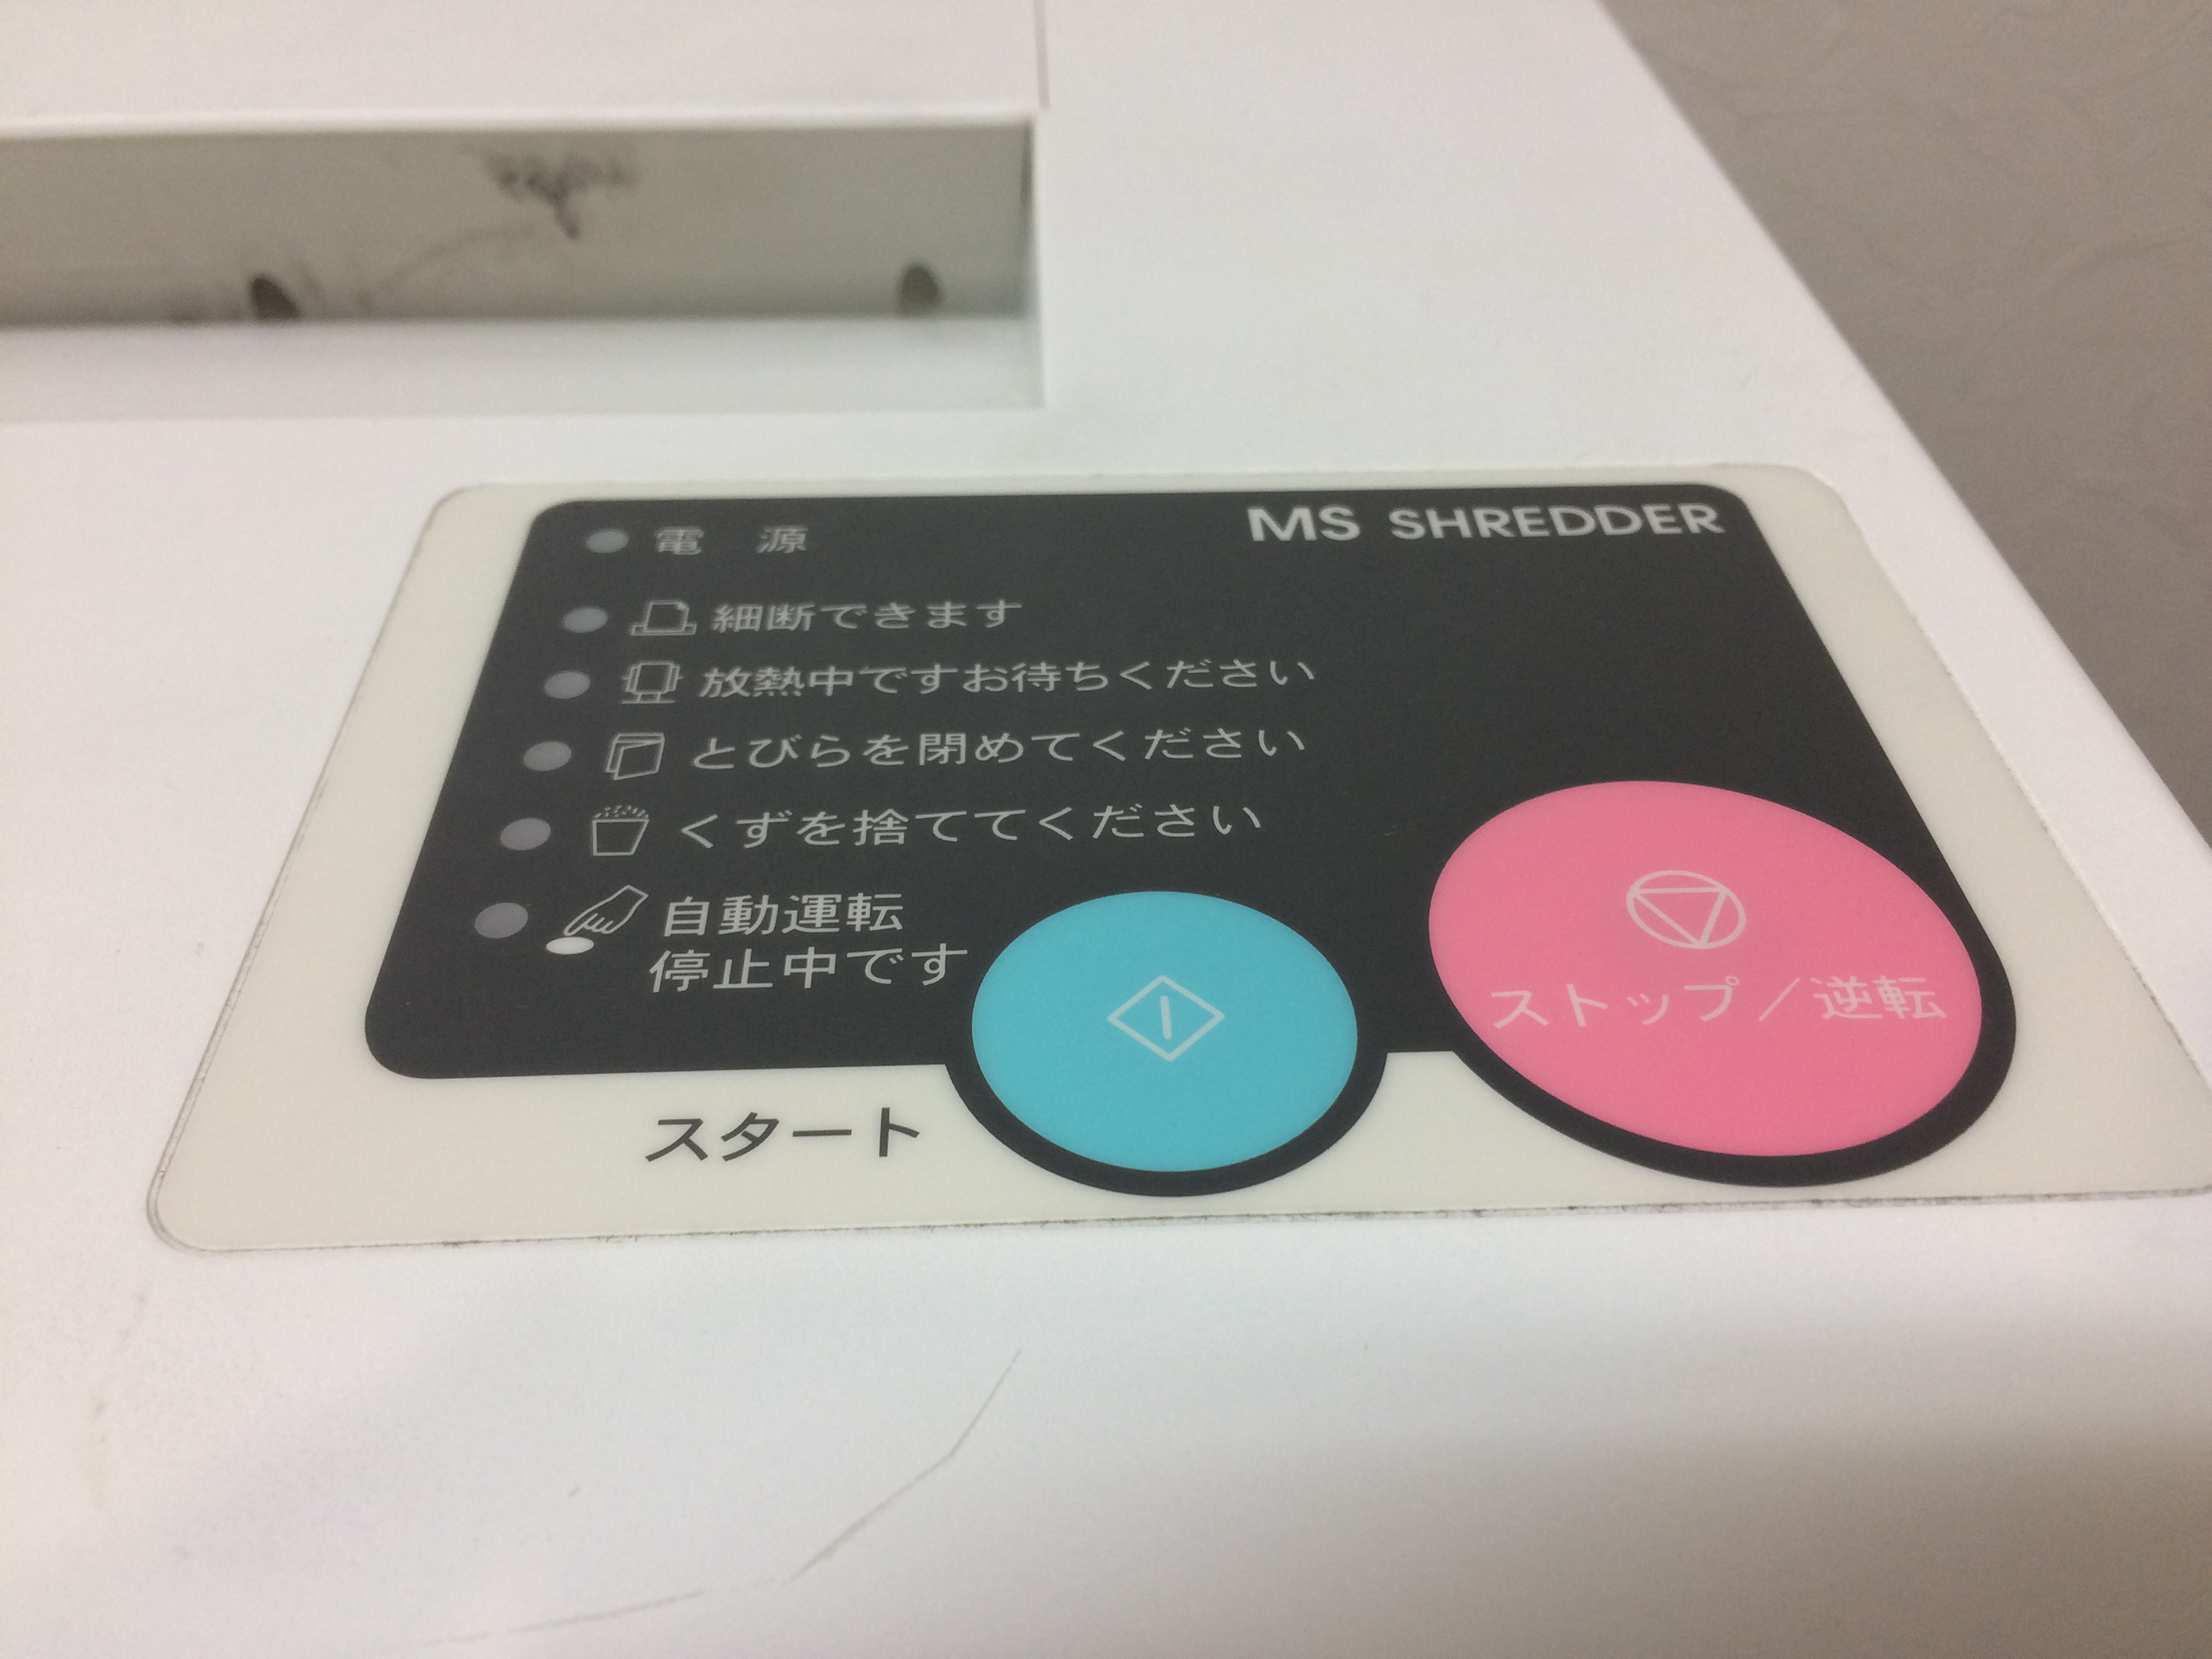 電 源
MS SHREDDER
細断できます
放熱中ですお待ちください
とびらを閉めてください
くずを捨ててください
自動運転
停止中です
ストップ／逆転
スタート